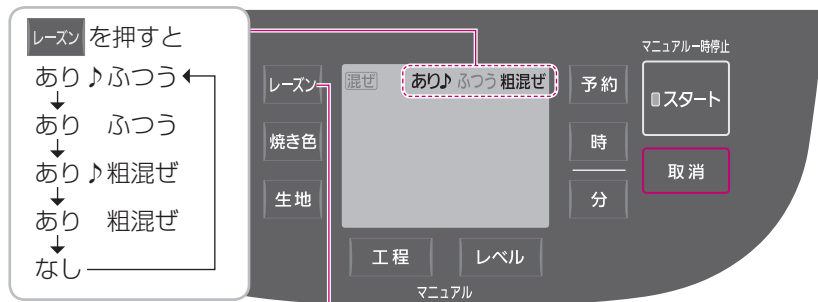 レーズン を押すと
あり♪ふつう
あり ふつう
あり♪粗混ぜ
あり 粗混ぜ
なし
マニュアル一時停止
レーズン
混ぜ あり♪ ふつう 粗混ぜ
予約
スタート
焼き色
時
取消
生地
分
工程
レベル
マニュアル